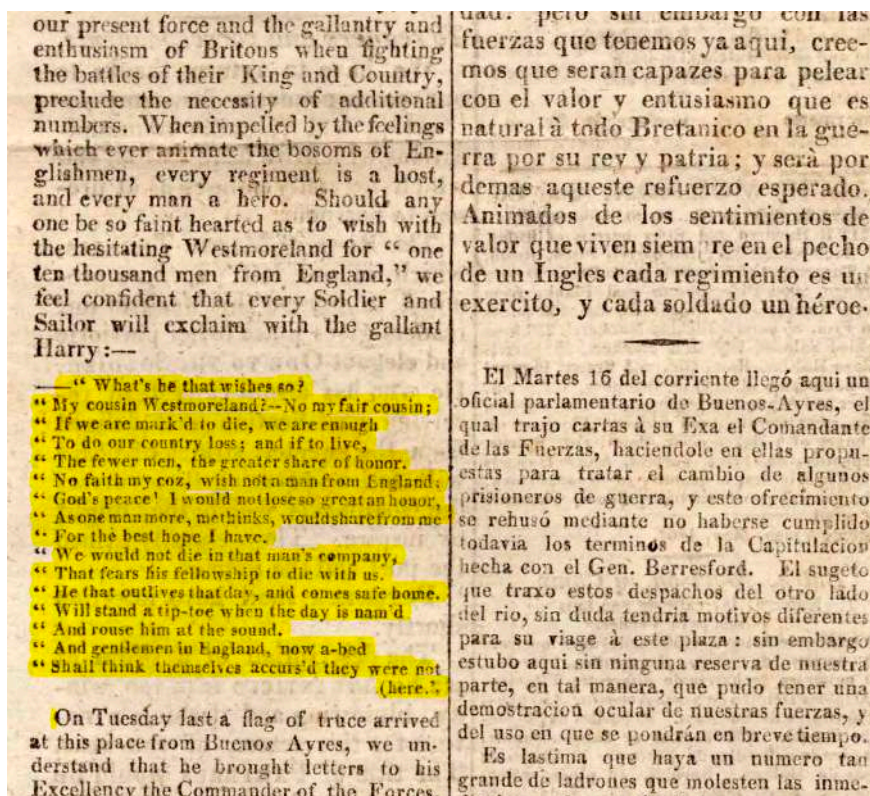 our present force and the gallantry and
enthusiasm of Britons when fighting
the battles of their King and Country,
preclude the necessity of additional
numbers. When impelled by the feelings
which ever animate the bosoms of En-
glishmen, every regiment is a host,
and every man a hero. Should any
one be so faint hearted as to wish with
the hesitating Westmoreland for “ one
ten thousand men from England,” we
feel confident that every Soldier and
Sailor will exclaim with the gallant
Harry :—
——“ What's he that wishes so?
“ My cousin Westmoreland?--No my fair cousin;
“ If we are mark'd to die, we are enough
“ To do our country loss; and if to live,
“ The fewer men, the greater share of honor.
“ No faith my coz, wish not a man from England:
“ God's peace! I would not lose so great an honor,
“ As one man more, methinks, would share from me
“ For the best hope I have.
“ We would not die in that man's company,
“ That fears his fellowship to die with us.
“ He that outlives that day, and comes safe home.
“ Will stand a tip-toe when the day is nam'd
“ And rouse him at the sound.
“ And gentlemen in England, now a-bed
“ Shall think themselves accurs'd they were not
(here.”
On Tuesday last a flag of truce arrived
at this place from Buenos Ayres, we un-
derstand that he brought letters to his
Excellency the Commander of the Forces,
dad: pero sin embargo con las
fuerzas que tenemos ya aqui, cree-
mos que seran capazes para pelear
con el valor y entusiasmo que es
natural à todo Bretanico en la gue-
rra por su rey y patria; y serà por
demas aqueste refuerzo esperado.
Animados de los sentimientos de
valor que viven siem re en el pecho
de un Ingles cada regimiento es un
exercito, y cada soldado un héroe.
El Martes 16 del corriente llegó aqui un
oficial parlamentario de Buenos-Ayres, el
qual trajo cartas à su Exa el Comandante
de las Fuerzas, haciendole en ellas propu-
estas para tratar el cambio de algunos
prisioneros de guerra, y este ofrecimiento
se rehusó mediante no haberse cumplido
todavia los terminos de la Capitulacion
hecha con el Gen. Berresford. El sugeto
que traxo estos despachos del otro lado
del rio, sin duda tendria motivos diferentes
para su viage à este plaza : sin embargo
estubo aqui sin ninguna reserva de nuestra
parte, en tal manera, que pudo tener una
demostracion ocular de nuestras fuerzas, y
del uso en que se pondràn en breve tiempo.
Es lastima que haya un numero tan
grande de ladrones que molesten las inme-